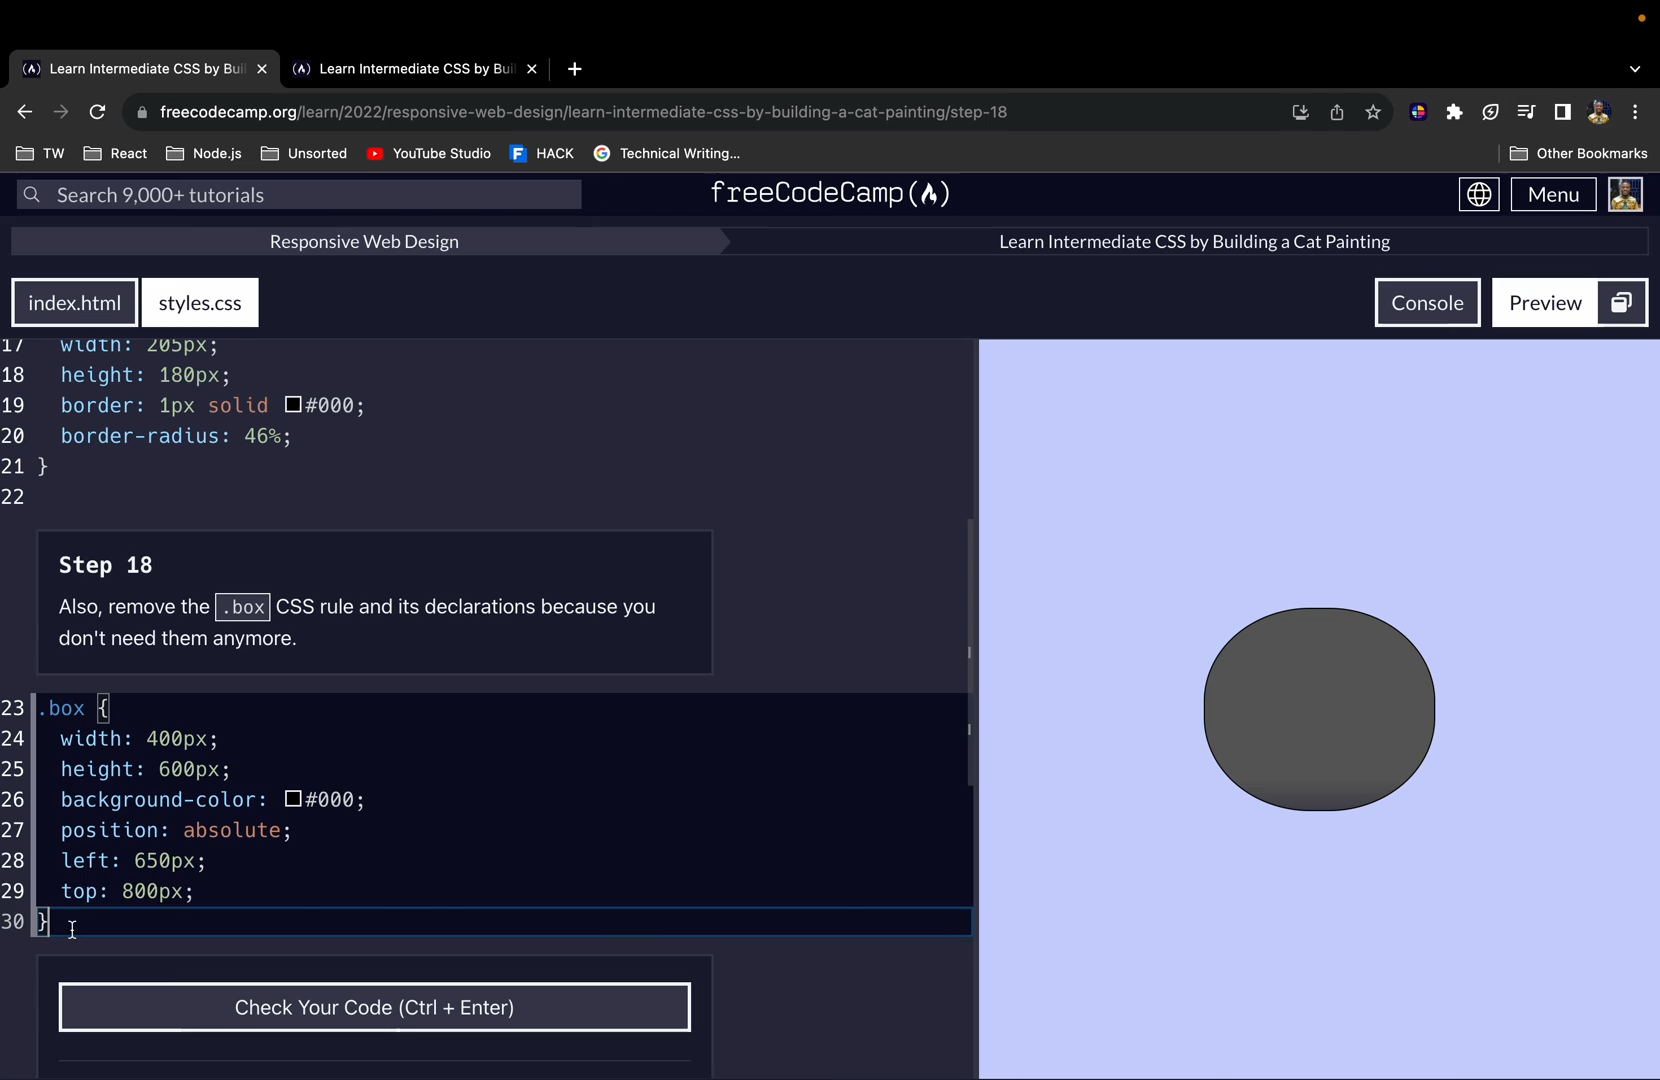 Learn Intermediate CSS by Bui
Learn Intermediate CSS by Bui
freecodecamp.org/learn/2022/responsive-web-design/learn-intermediate-css-by-building-a-cat-painting/step-18
TW React Node.js Unsorted YouTube Studio F HACK G Technical Writing... Other Bookmarks
Search 9,000+ tutorials freeCodeCamp Menu
Responsive Web Design Learn Intermediate CSS by Building a Cat Painting
index.html styles.css Console Preview
17 width: 205px;
18 height: 180px;
19 border: 1px solid #000;
20 border-radius: 46%;
21 }
22
Step 18
Also, remove the .box CSS rule and its declarations because you
don't need them anymore.
23 .box {
24 width: 400px;
25 height: 600px;
26 background-color: #000;
27 position: absolute;
28 left: 650px;
29 top: 800px;
30 }
Check Your Code (Ctrl + Enter)